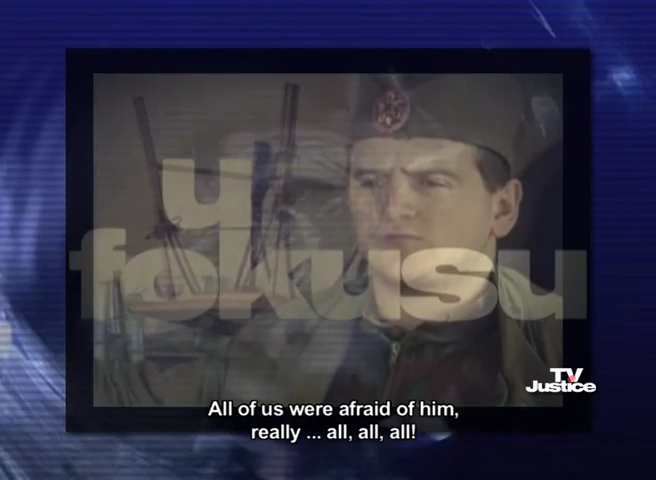 u
fokusu
TV
Justice
All of us were afraid of him,
really ... all, all, all!